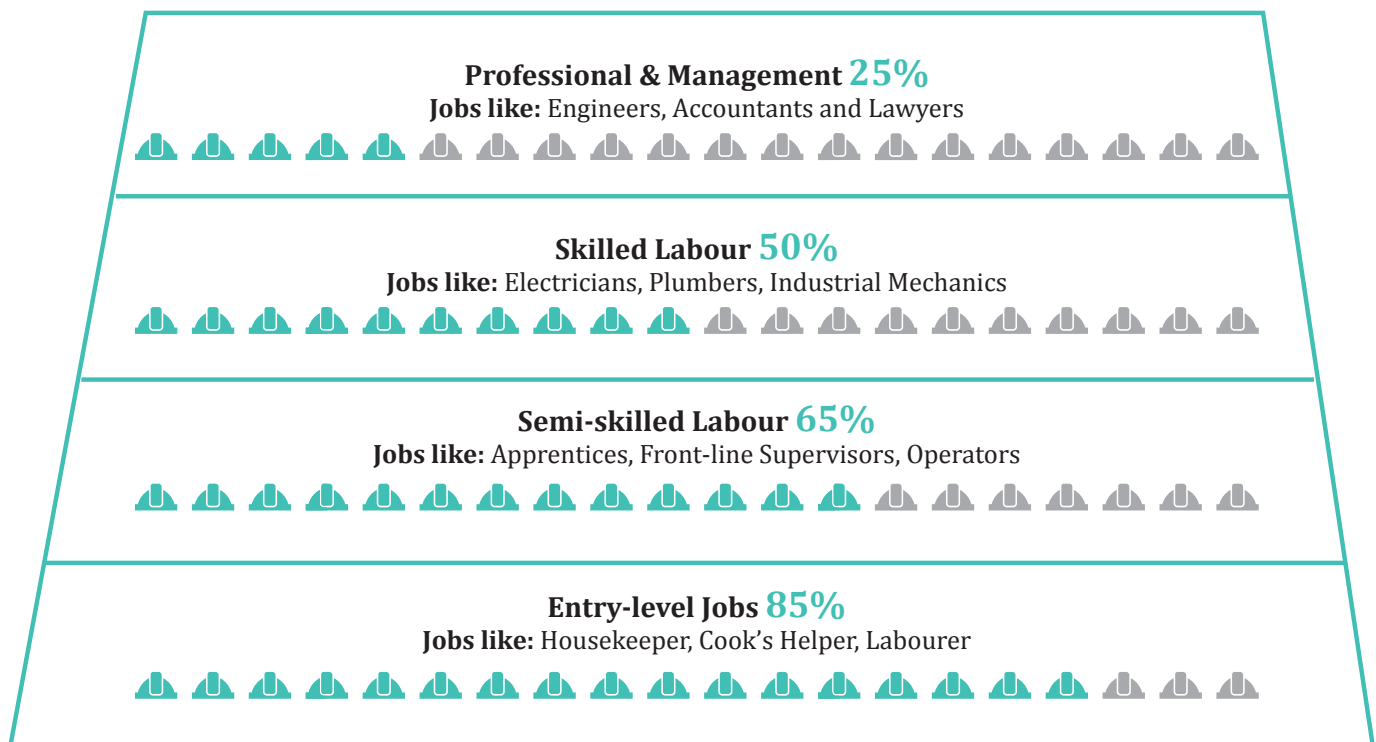 Professional & Management 25%
Jobs like: Engineers, Accountants and Lawyers
Skilled Labour 50%
Jobs like: Electricians, Plumbers, Industrial Mechanics
Semi-skilled Labour 65%
Jobs like: Apprentices, Front-line Supervisors, Operators
Entry-level Jobs 85%
Jobs like: Housekeeper, Cook’s Helper, Labourer